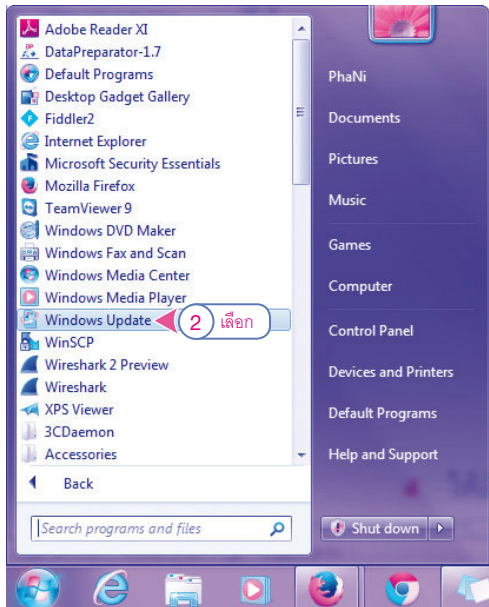 Adobe Reader XI
DataPreparator-1.7
Default Programs
Desktop Gadget Gallery
Fiddler2
Internet Explorer
Microsoft Security Essentials
Mozilla Firefox
TeamViewer 9
Windows DVD Maker
Windows Fax and Scan
Windows Media Center
Windows Media Player
Windows Update 2 เลือก
WinSCP
Wireshark 2 Preview
Wireshark
XPS Viewer
3CDaemon
Accessories
Back
Search programs and files
PhaNi
Documents
Pictures
Music
Games
Computer
Control Panel
Devices and Printers
Default Programs
Help and Support
Shut down